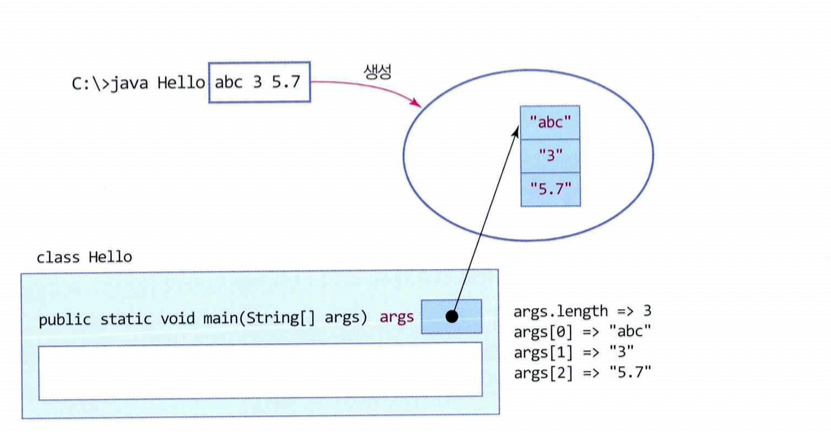 C:\>java Hello abc 3 5.7
생성
"abc"
"3"
"5.7"
class Hello
public static void main(String[] args) args
args.length => 3
args[0] => "abc"
args[1] => "3"
args[2] => "5.7"